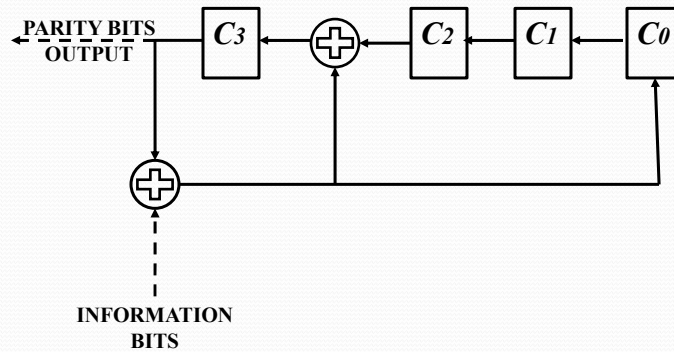 PARITY BITS
OUTPUT
C3
C2
C1
C0
INFORMATION
BITS